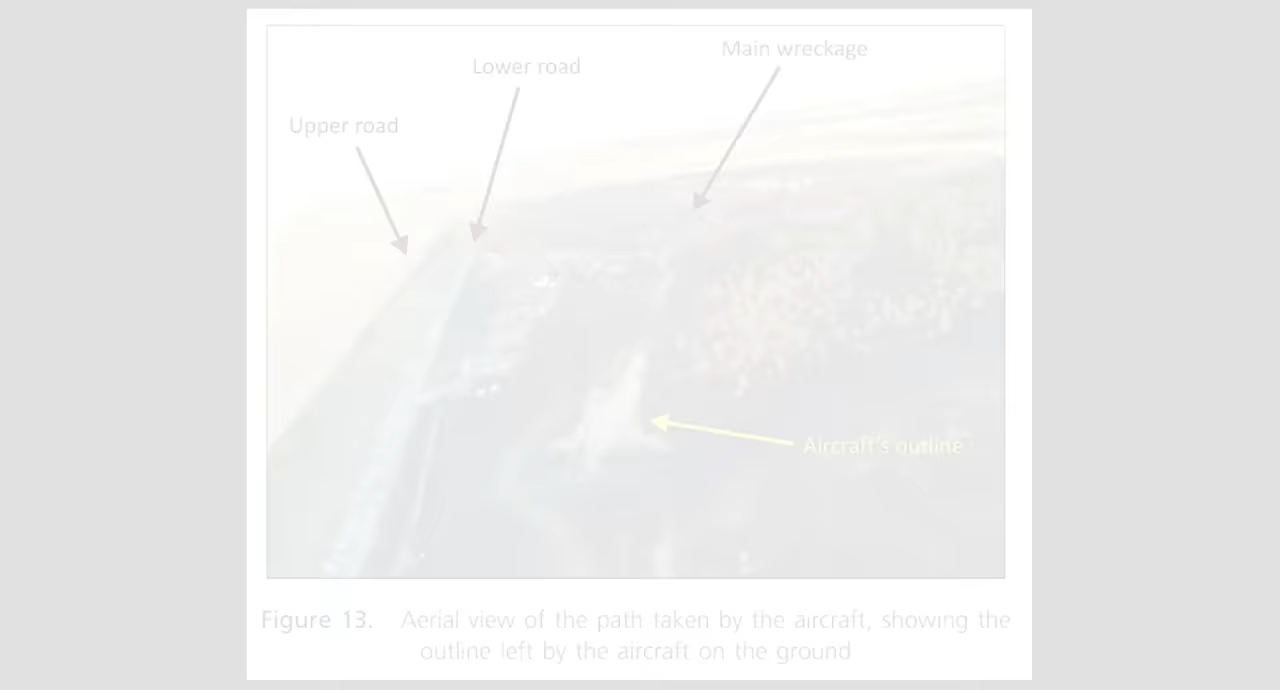 Main wreckage
Lower road
Upper road
Aircraft's outline
Figure 13. Aerial view of the path taken by the aircraft, showing the
outline left by the aircraft on the ground